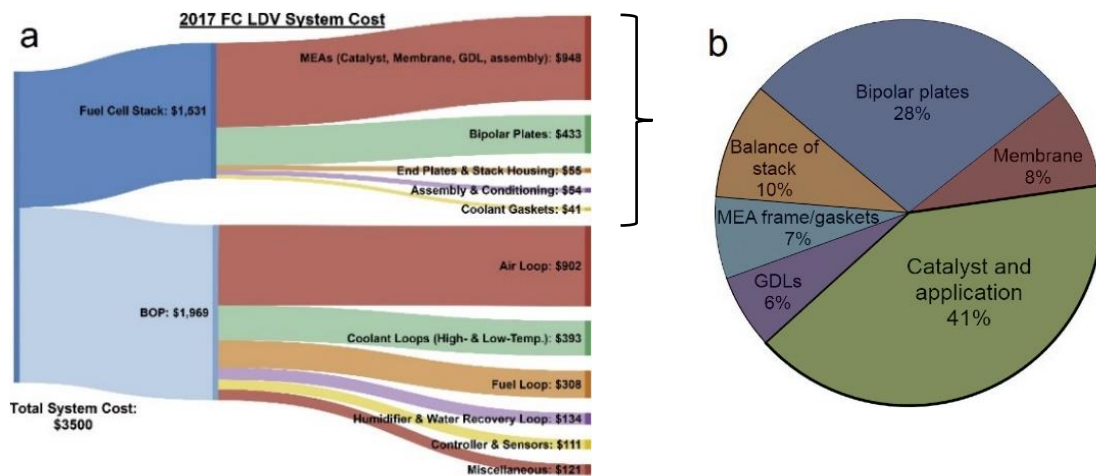 a
2017 FC LDV System Cost
Fuel Cell Stack: $1,531
MEAs (Catalyst, Membrane, GDL, assembly): $948
Bipolar Plates: $433
End Plates & Stack Housing: $55
Assembly & Conditioning: $54
Coolant Gaskets: $41
BOP: $1,969
Air Loop: $902
Coolant Loops (High- & Low-Temp.): $393
Fuel Loop: $308
Humidifier & Water Recovery Loop: $134
Controller & Sensors: $111
Miscellaneous: $121
Total System Cost:
$3500
b
Bipolar plates
28%
Membrane
8%
Balance of
stack
10%
MEA frame/gaskets
7%
GDLs
6%
Catalyst and
application
41%